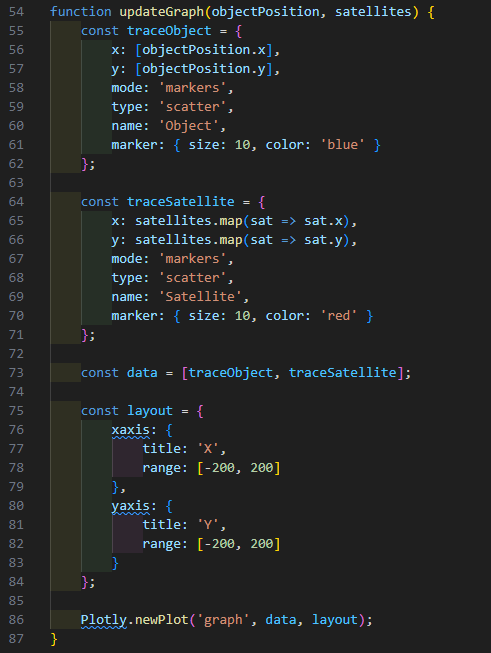 54 function updateGraph(objectPosition, satellites) {
55     const traceObject = {
56         x: [objectPosition.x],
57         y: [objectPosition.y],
58         mode: 'markers',
59         type: 'scatter',
60         name: 'Object',
61         marker: { size: 10, color: 'blue' }
62     };
63
64     const traceSatellite = {
65         x: satellites.map(sat => sat.x),
66         y: satellites.map(sat => sat.y),
67         mode: 'markers',
68         type: 'scatter',
69         name: 'Satellite',
70         marker: { size: 10, color: 'red' }
71     };
72
73     const data = [traceObject, traceSatellite];
74
75     const layout = {
76         xaxis: {
77             title: 'X',
78             range: [-200, 200]
79         },
80         yaxis: {
81             title: 'Y',
82             range: [-200, 200]
83         }
84     };
85
86     Plotly.newPlot('graph', data, layout);
87 }